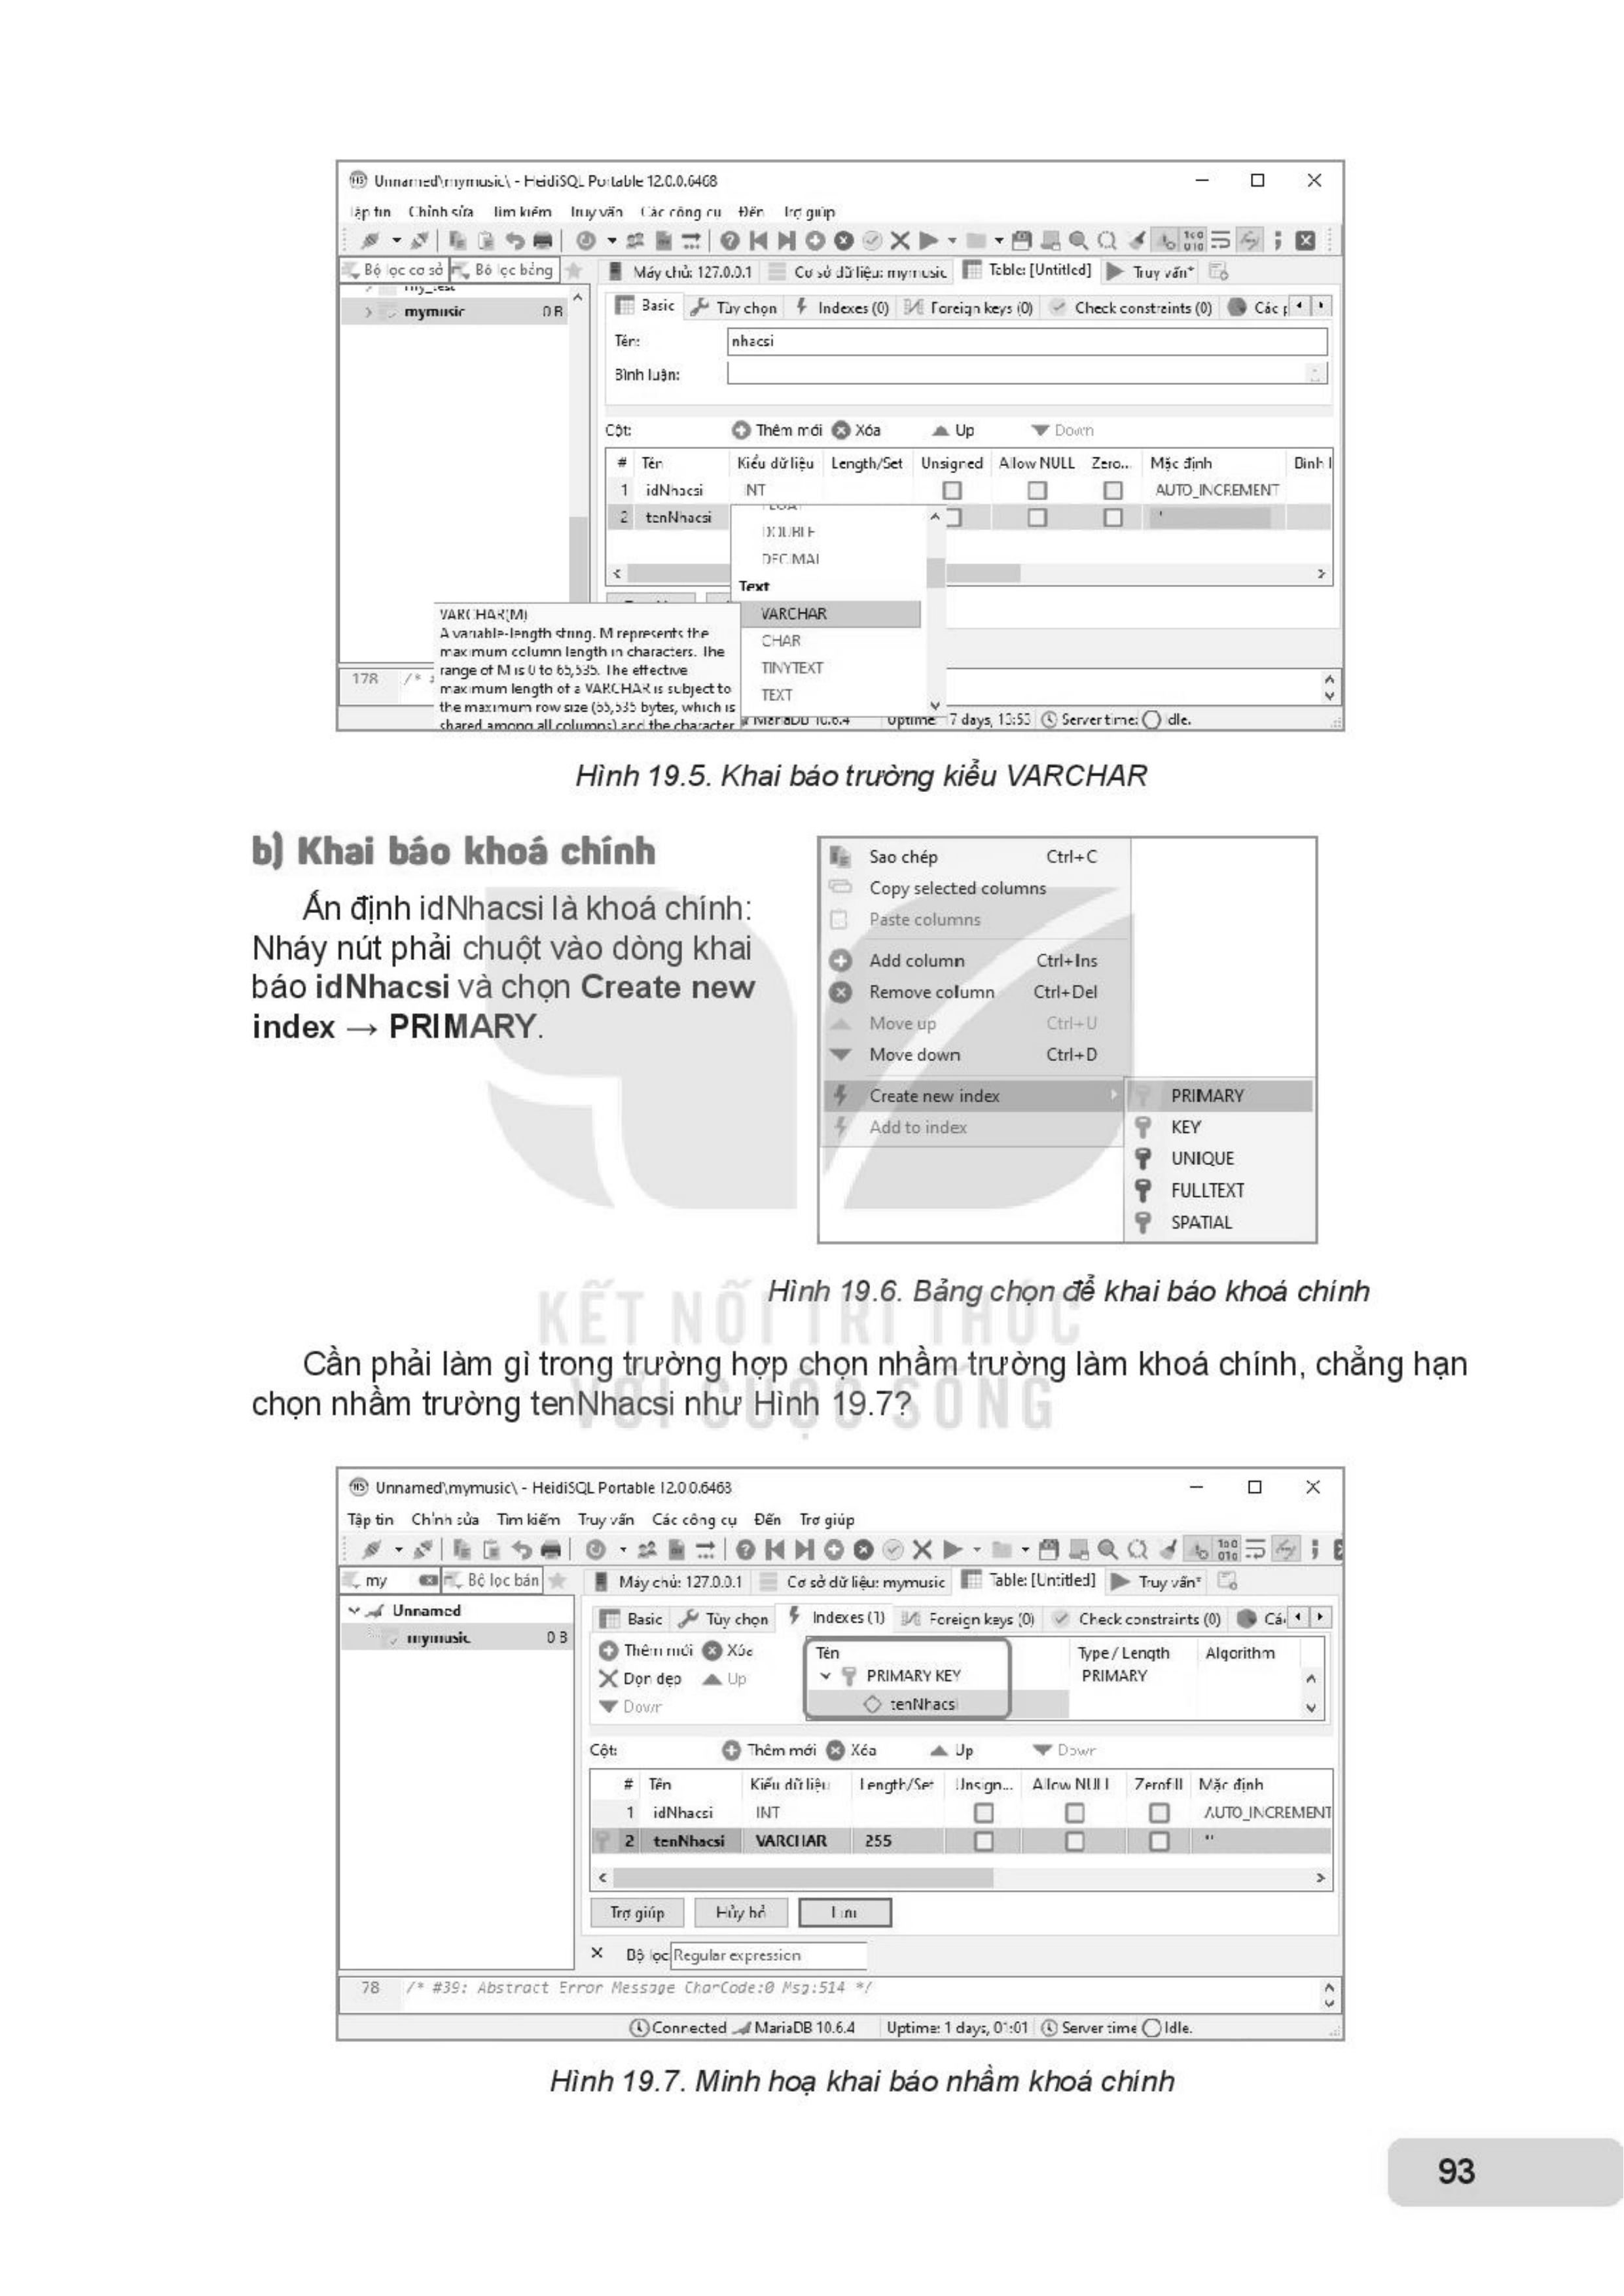 Unnamed\mymusic\ - HeidiSQL Portable 12.0.0.6468
Tập tin Chỉnh sửa Tìm kiếm Truy vấn Các công cụ Đến Trợ giúp
Bộ lọc cơ sở Bộ lọc bảng Máy chủ: 127.0.0.1 Cơ sở dữ liệu: mymusic Table: [Untitled] Truy vấn*
my_test
mymusic 0 B
Basic Tùy chọn Indexes (0) Foreign keys (0) Check constraints (0) Các
Tên: nhacsi
Bình luận:
Cột: Thêm mới Xóa Up Down
# Tên Kiểu dữ liệu Length/Set Unsigned Allow NULL Zero... Mặc định Bình l
1 idNhacsi INT AUTO_INCREMENT
2 tenNhacsi ''
FLOAT
DOUBLE
DECIMAL
Text
VARCHAR
CHAR
TINYTEXT
TEXT
VARCHAR(M)
A variable-length string. M represents the
maximum column length in characters. The
range of M is 0 to 65,535. The effective
maximum length of a VARCHAR is subject to
the maximum row size (65,535 bytes, which is
shared among all columns) and the character
178 /* #
MariaDB 10.6.4 Uptime: 7 days, 13:53 Server time: Idle.
Hình 19.5. Khai báo trường kiểu VARCHAR
b) Khai báo khoá chính
Ấn định idNhacsi là khoá chính:
Nháy nút phải chuột vào dòng khai
báo idNhacsi và chọn Create new
index → PRIMARY.
Sao chép Ctrl+C
Copy selected columns
Paste columns
Add column Ctrl+Ins
Remove column Ctrl+Del
Move up Ctrl+U
Move down Ctrl+D
Create new index
Add to index
PRIMARY
KEY
UNIQUE
FULLTEXT
SPATIAL
Hình 19.6. Bảng chọn để khai báo khoá chính
KẾT NỐI TRI THỨC
VỚI CUỘC SỐNG
Cần phải làm gì trong trường hợp chọn nhầm trường làm khoá chính, chẳng hạn
chọn nhầm trường tenNhacsi như Hình 19.7?
Unnamed\mymusic\ - HeidiSQL Portable 12.0.0.6468
Tập tin Chỉnh sửa Tìm kiếm Truy vấn Các công cụ Đến Trợ giúp
my Bộ lọc bản Máy chủ: 127.0.0.1 Cơ sở dữ liệu: mymusic Table: [Untitled] Truy vấn*
Unnamed
mymusic 0 B
Basic Tùy chọn Indexes (1) Foreign keys (0) Check constraints (0) Các
Thêm mới Xóa
Dọn dẹp Up
Down
Tên Type / Length Algorithm
PRIMARY KEY PRIMARY
tenNhacsi
Cột: Thêm mới Xóa Up Down
# Tên Kiểu dữ liệu Length/Set Unsign... Allow NULL Zerofill Mặc định
1 idNhacsi INT AUTO_INCREMENT
2 tenNhacsi VARCHAR 255 ''
Trợ giúp Hủy bỏ Lưu
Bộ lọc Regular expression
78 /* #39: Abstract Error Message CharCode:0 Msg:514 */
Connected MariaDB 10.6.4 Uptime: 1 days, 01:01 Server time Idle.
Hình 19.7. Minh hoạ khai báo nhầm khoá chính
93